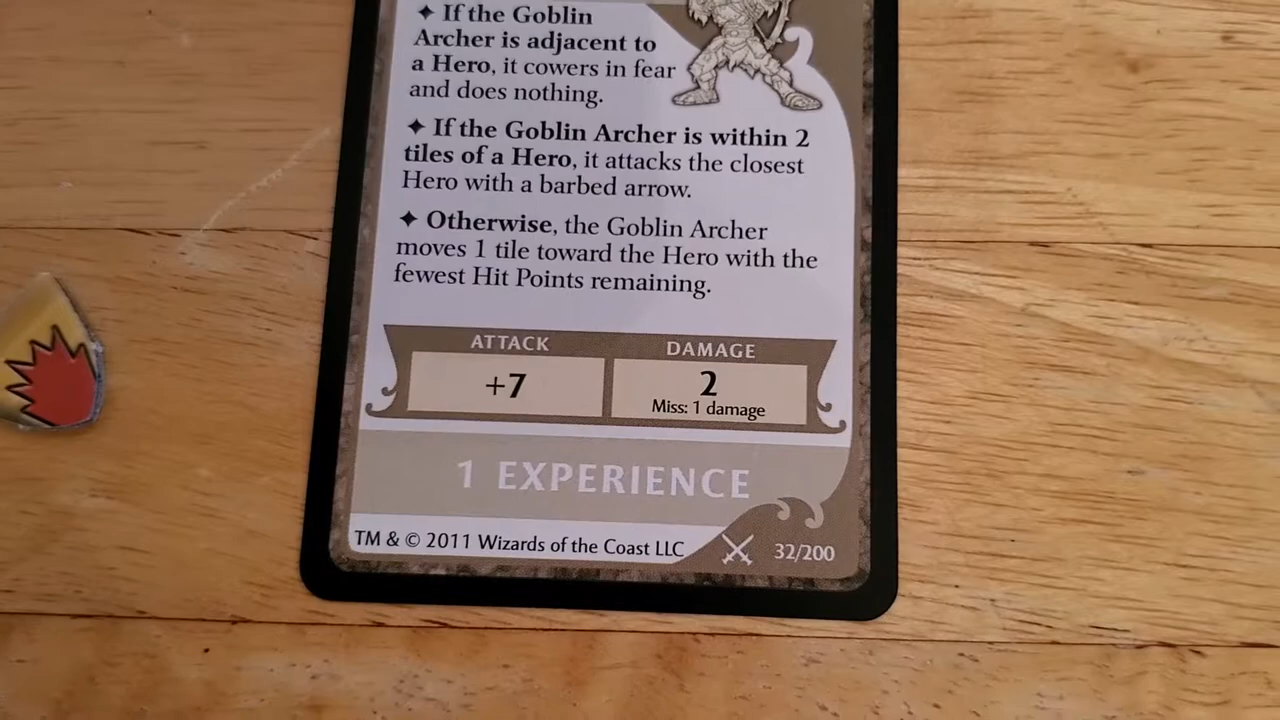 ✦ If the Goblin
Archer is adjacent to
a Hero, it cowers in fear
and does nothing.
✦ If the Goblin Archer is within 2
tiles of a Hero, it attacks the closest
Hero with a barbed arrow.
✦ Otherwise, the Goblin Archer
moves 1 tile toward the Hero with the
fewest Hit Points remaining.
ATTACK DAMAGE
+7 2
Miss: 1 damage
1 EXPERIENCE
TM & © 2011 Wizards of the Coast LLC
32/200